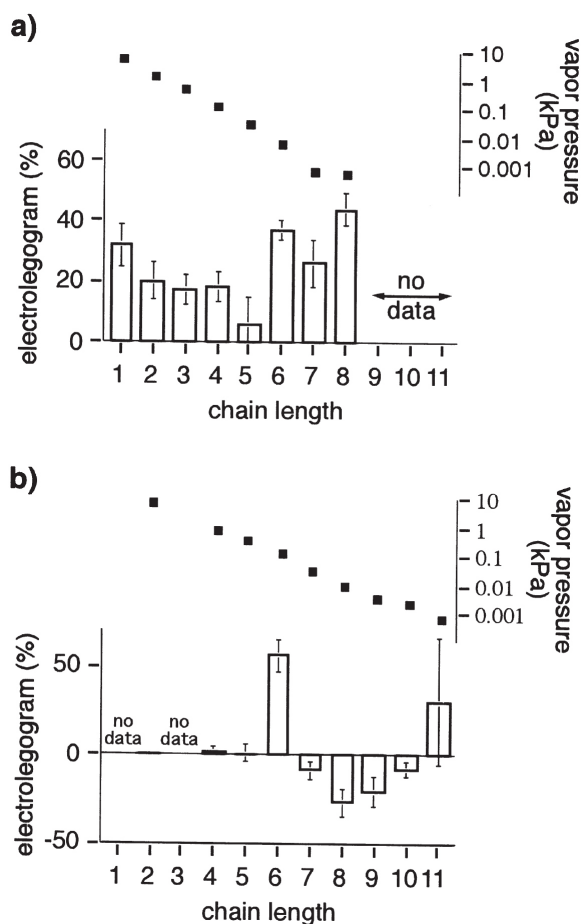 a)
10
1
0.1
0.01
0.001
vapor pressure
(kPa)
60
40
20
0
electrolegogram (%)
no
data
1 2 3 4 5 6 7 8 9 10 11
chain length
b)
10
1
0.1
0.01
0.001
vapor pressure
(kPa)
50
0
-50
electrolegogram (%)
no
data
no
data
1 2 3 4 5 6 7 8 9 10 11
chain length